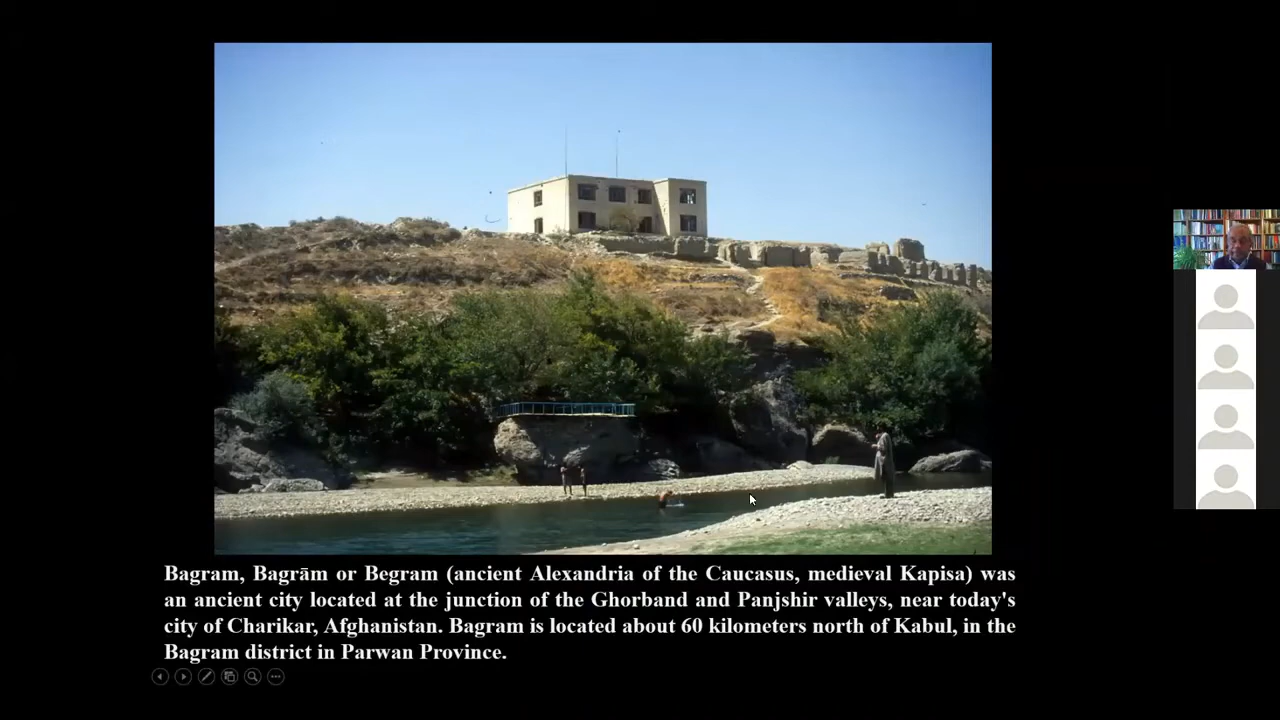 Bagram, Bagrām or Begram (ancient Alexandria of the Caucasus, medieval Kapisa) was
an ancient city located at the junction of the Ghorband and Panjshir valleys, near today's
city of Charikar, Afghanistan. Bagram is located about 60 kilometers north of Kabul, in the
Bagram district in Parwan Province.